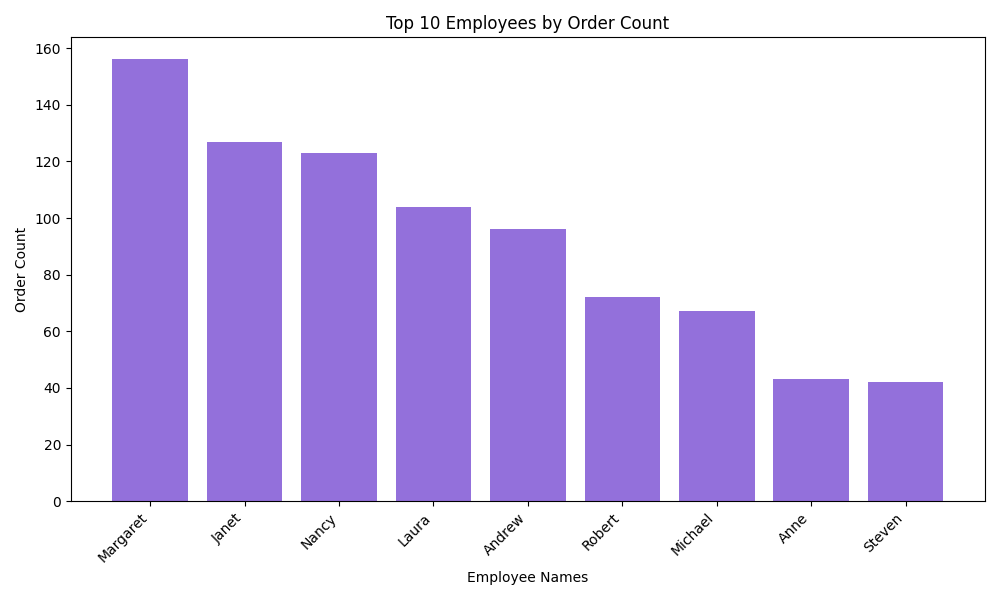 Top 10 Employees by Order Count
Order Count
160
140
120
100
80
60
40
20
0
Margaret
Janet
Nancy
Laura
Andrew
Robert
Michael
Anne
Steven
Employee Names